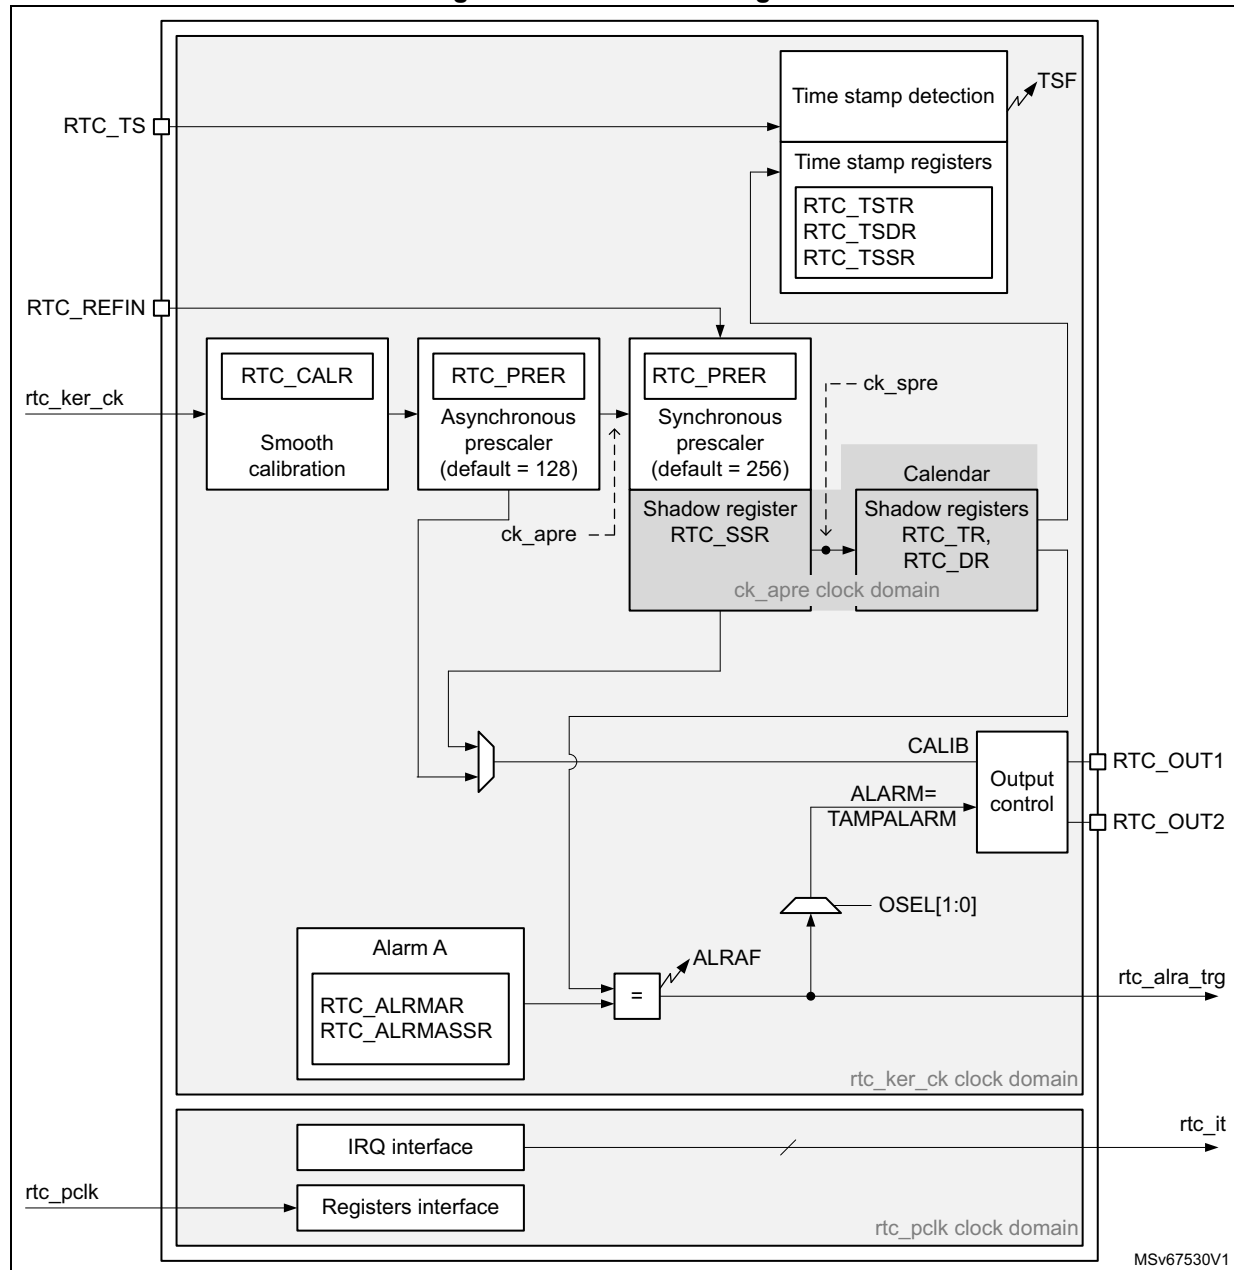 TSF
Time stamp detection
RTC_TS
Time stamp registers
RTC_TSTR
RTC_TSDR
RTC_TSSR
RTC_REFIN
rtc_ker_ck
RTC_CALR
Smooth
calibration
RTC_PRER
Asynchronous
prescaler
(default = 128)
RTC_PRER
Synchronous
prescaler
(default = 256)
ck_spre
ck_apre
Calendar
Shadow register
RTC_SSR
Shadow registers
RTC_TR,
RTC_DR
ck_apre clock domain
CALIB
Output
control
RTC_OUT1
RTC_OUT2
ALARM=
TAMPALARM
OSEL[1:0]
Alarm A
RTC_ALRMAR
RTC_ALRMASSR
=
ALRAF
rtc_alra_trg
rtc_ker_ck clock domain
IRQ interface
rtc_it
rtc_pclk
Registers interface
rtc_pclk clock domain
MSv67530V1